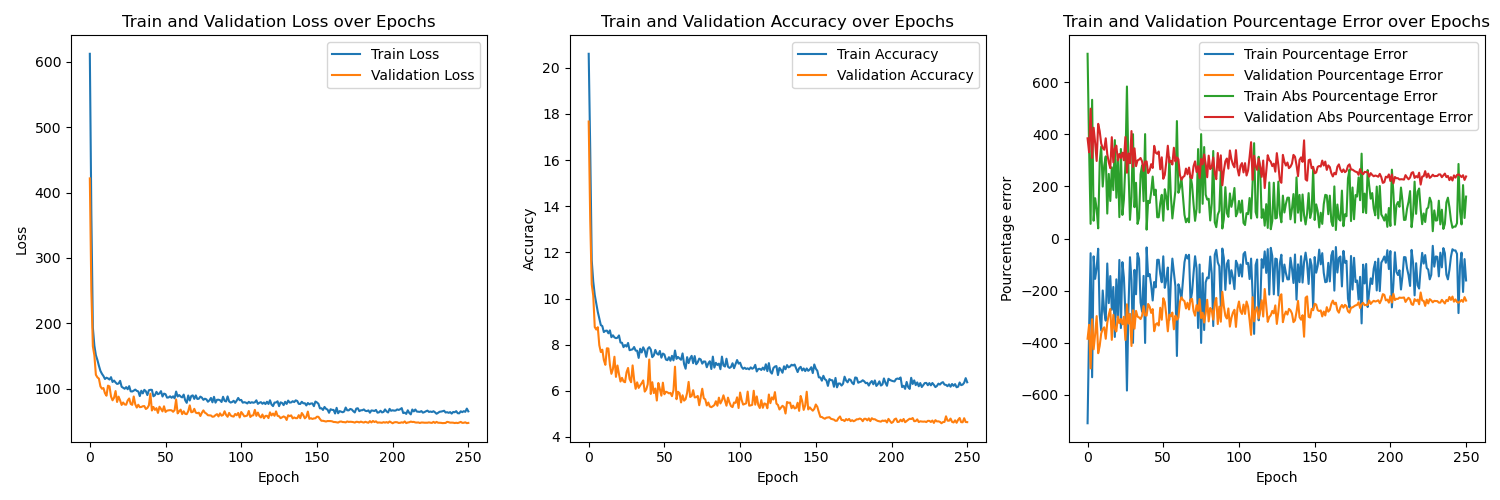 Train and Validation Loss over Epochs
Train Loss
Validation Loss
600
500
400
300
200
100
Loss
0
50
100
150
200
250
Epoch
Train and Validation Accuracy over Epochs
Train Accuracy
Validation Accuracy
20
18
16
14
12
10
8
6
4
Accuracy
0
50
100
150
200
250
Epoch
Train and Validation Pourcentage Error over Epochs
Train Pourcentage Error
Validation Pourcentage Error
Train Abs Pourcentage Error
Validation Abs Pourcentage Error
600
400
200
0
−200
−400
−600
Pourcentage error
0
50
100
150
200
250
Epoch